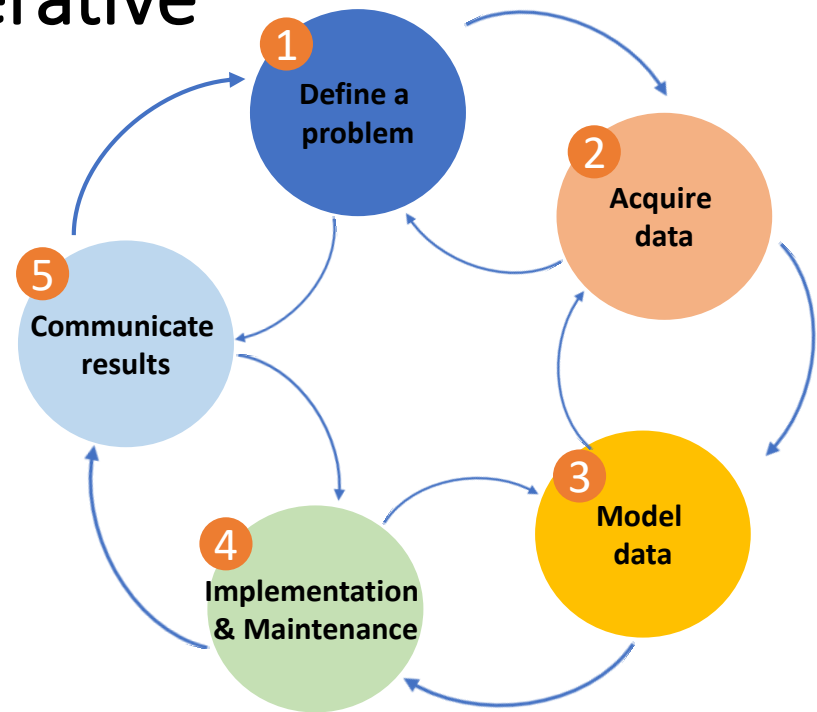 erative
1
Define a
problem
2
Acquire
data
3
Model
data
4
Implementation
& Maintenance
5
Communicate
results